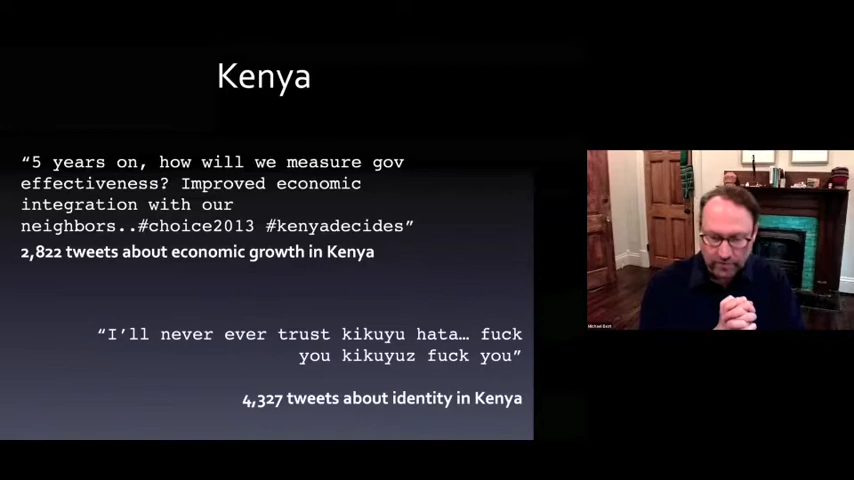 Kenya
“5 years on, how will we measure gov
effectiveness? Improved economic
integration with our
neighbors..#choice2013 #kenyadecides”
2,822 tweets about economic growth in Kenya
“I’ll never ever trust kikuyu hata… fuck
you kikuyuz fuck you”
4,327 tweets about identity in Kenya